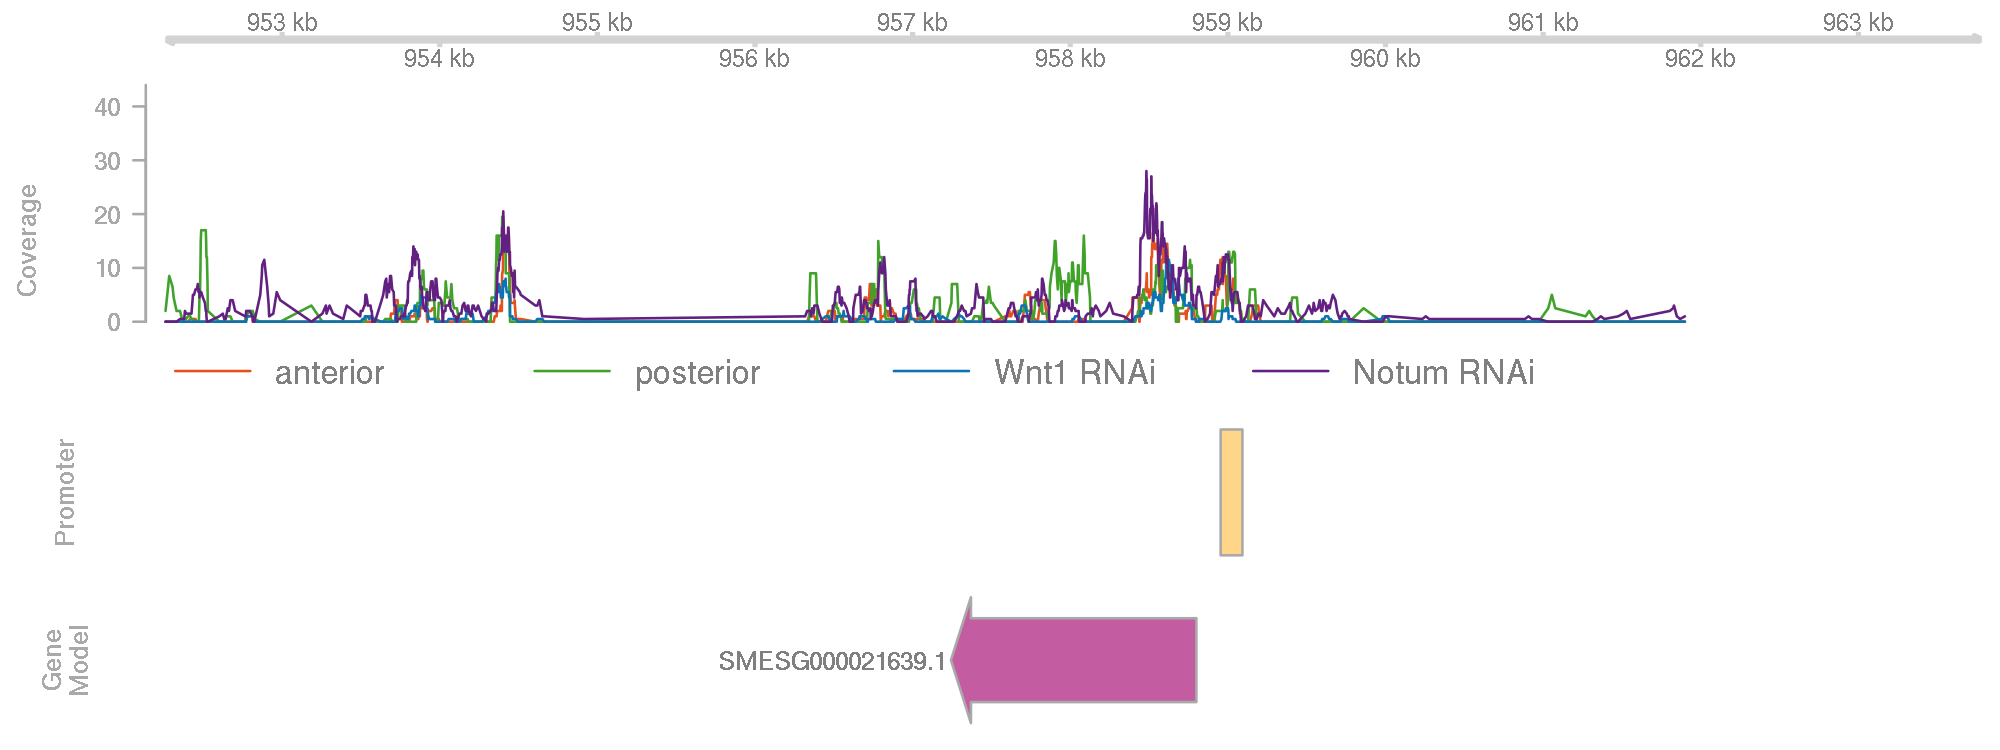 953 kb 955 kb 957 kb 959 kb 961 kb 963 kb
954 kb 956 kb 958 kb 960 kb 962 kb
Coverage
40
30
20
10
0
anterior posterior Wnt1 RNAi Notum RNAi
Promoter
Gene
Model
SMESG000021639.1